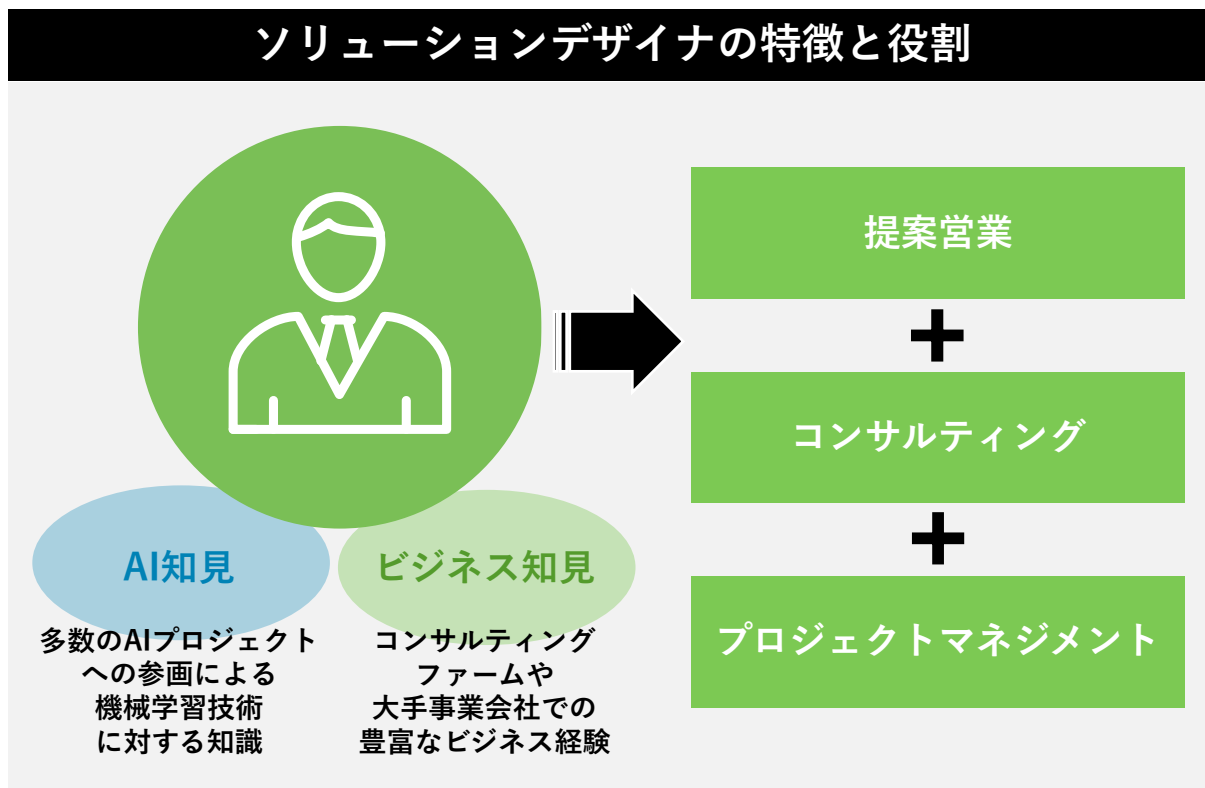 ソリューションデザイナの特徴と役割
提案営業
+
コンサルティング
+
プロジェクトマネジメント
AI知見
多数のAIプロジェクト
への参画による
機械学習技術
に対する知識
ビジネス知見
コンサルティング
ファームや
大手事業会社での
豊富なビジネス経験